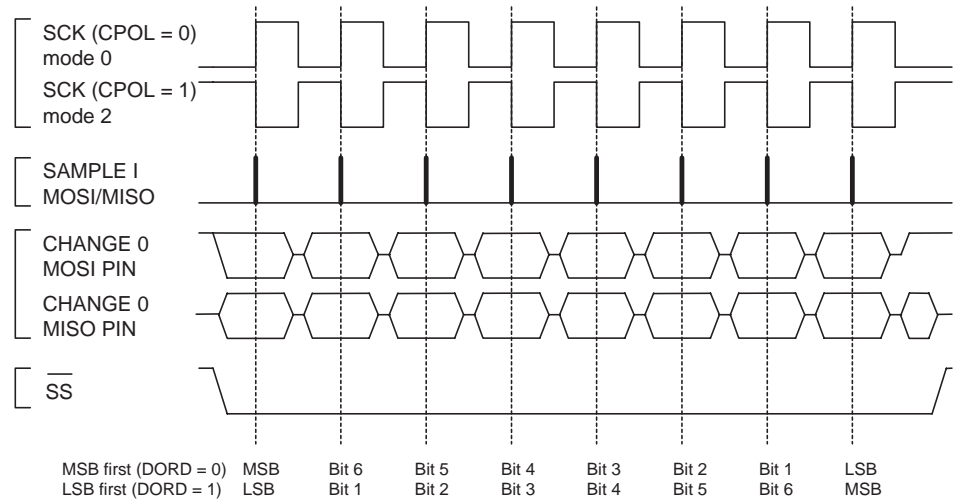 SCK (CPOL = 0)
mode 0
SCK (CPOL = 1)
mode 2
SAMPLE I
MOSI/MISO
CHANGE 0
MOSI PIN
CHANGE 0
MISO PIN
SS
MSB first (DORD = 0) MSB Bit 6 Bit 5 Bit 4 Bit 3 Bit 2 Bit 1 LSB
LSB first (DORD = 1) LSB Bit 1 Bit 2 Bit 3 Bit 4 Bit 5 Bit 6 MSB